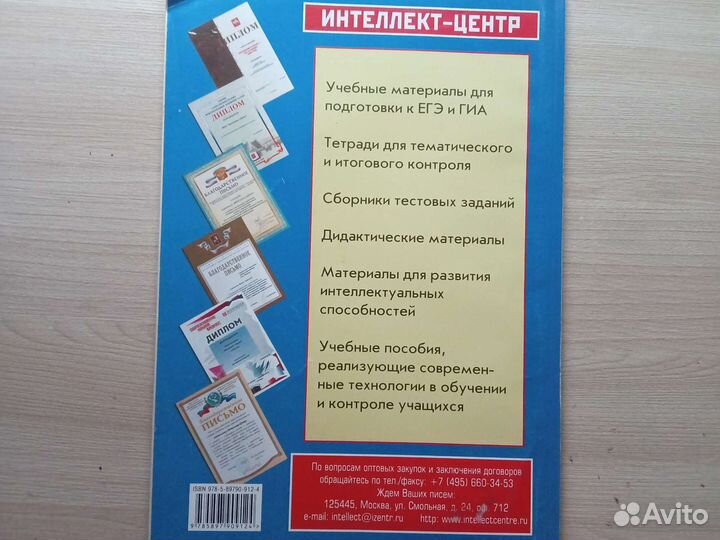 ИНТЕЛЛЕКТ-ЦЕНТР
Учебные материалы для
подготовки к ЕГЭ и ГИА
Тетради для тематического
и итогового контроля
Сборники тестовых заданий
Дидактические материалы
Материалы для развития
интеллектуальных
способностей
Учебные пособия,
реализующие современ-
ные технологии в обучении
и контроле учащихся
ДИПЛОМ
ДИПЛОМ
БЛАГОДАРСТВЕННОЕ
ПИСЬМО
БЛАГОДАРСТВЕННОЕ
ПИСЬМО
ДИПЛОМ
ПИСЬМО
ISBN 978-5-89790-912-4
9785897909124
По вопросам оптовых закупок и заключения договоров
обращайтесь по тел./факсу: +7 (495) 660-34-53
Ждем Ваших писем:
125445, Москва, ул. Смольная, д. 24, оф. 712
e-mail: intellect@izentr.ru http: www.intellectcentre.ru
Avito